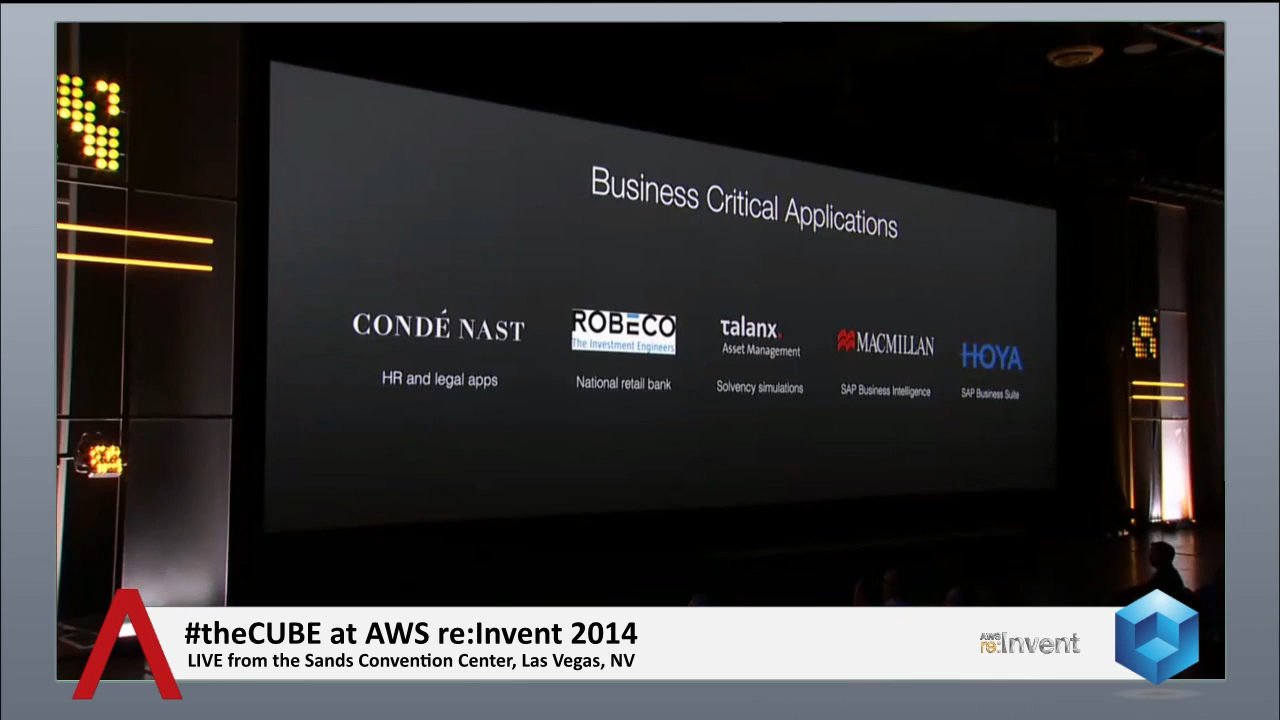 Business Critical Applications
CONDÉ NAST
HR and legal apps
ROBECO
The Investment Engineers
National retail bank
talanx.
Asset Management
Solvency simulations
MACMILLAN
SAP Business Intelligence
HOYA
SAP Business Suite
#theCUBE at AWS re:Invent 2014
LIVE from the Sands Convention Center, Las Vegas, NV
AWS
re:Invent